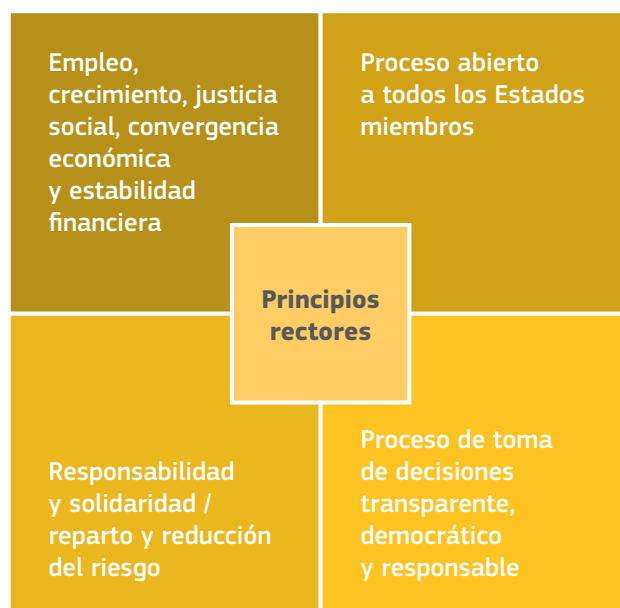 Empleo,
crecimiento, justicia
social, convergencia
económica
y estabilidad
financiera
Proceso abierto
a todos los Estados
miembros
Principios
rectores
Responsabilidad
y solidaridad /
reparto y reducción
del riesgo
Proceso de toma
de decisiones
transparente,
democrático
y responsable